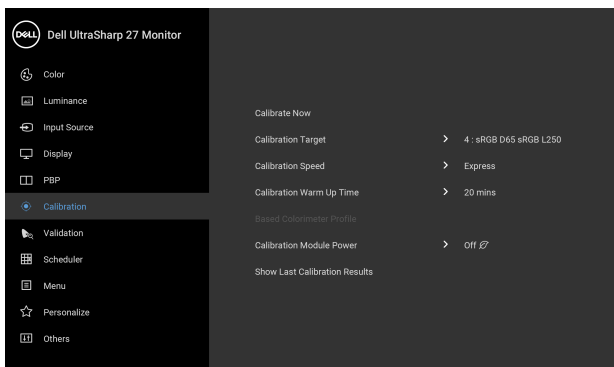 DELL Dell UltraSharp 27 Monitor
Color
Luminance
Input Source
Display
PBP
Calibration
Validation
Scheduler
Menu
Personalize
Others
Calibrate Now
Calibration Target 4 : sRGB D65 sRGB L250
Calibration Speed Express
Calibration Warm Up Time 20 mins
Based Colorimeter Profile
Calibration Module Power Off
Show Last Calibration Results